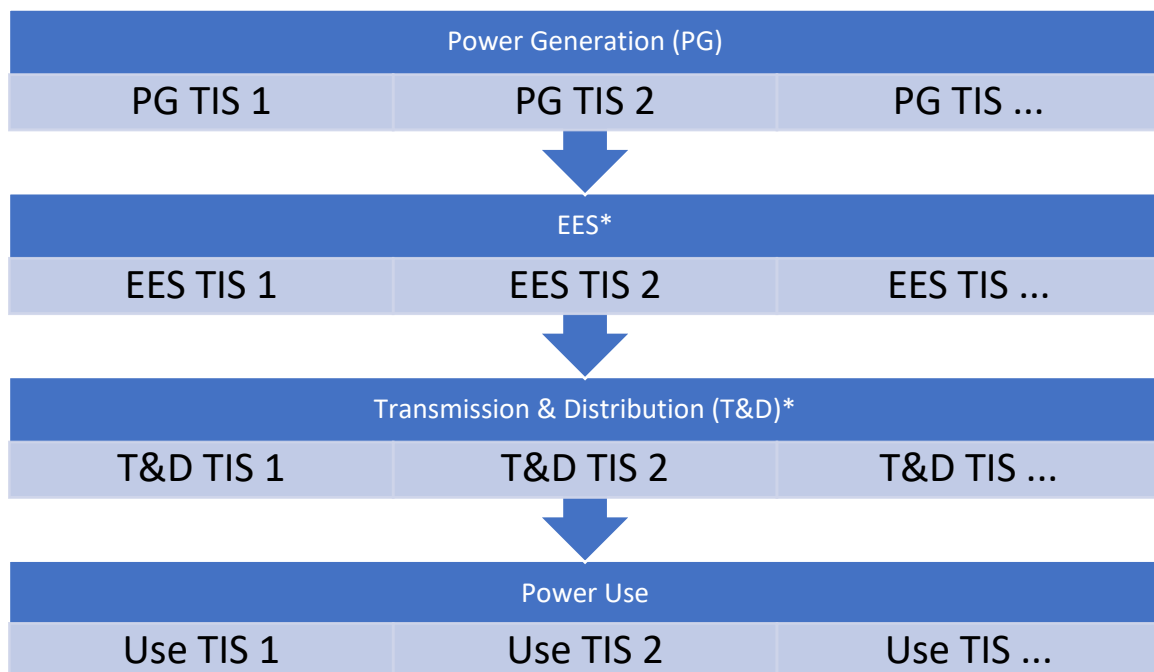 Power Generation (PG)
PG TIS 1 PG TIS 2 PG TIS ...
EES*
EES TIS 1 EES TIS 2 EES TIS ...
Transmission & Distribution (T&D)*
T&D TIS 1 T&D TIS 2 T&D TIS ...
Power Use
Use TIS 1 Use TIS 2 Use TIS ...